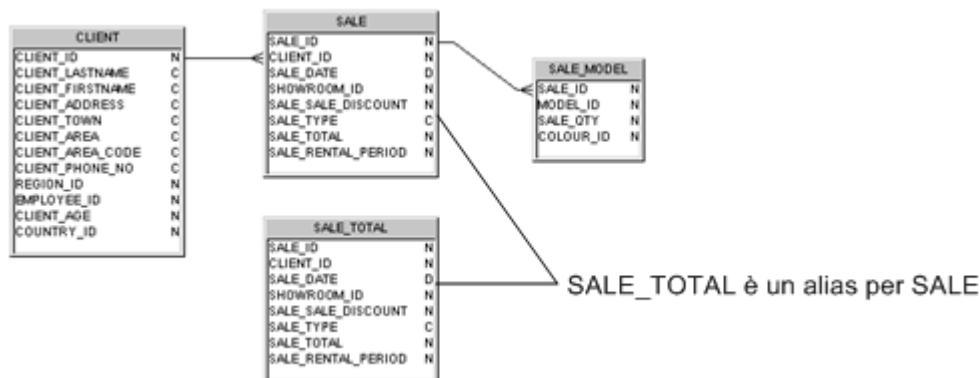 CLIENT
CLIENT_ID N
CLIENT_LASTNAME C
CLIENT_FIRSTNAME C
CLIENT_ADDRESS C
CLIENT_TOWN C
CLIENT_AREA C
CLIENT_AREA_CODE C
CLIENT_PHONE_NO C
REGION_ID N
EMPLOYEE_ID N
CLIENT_AGE N
COUNTRY_ID N
SALE
SALE_ID N
CLIENT_ID N
SALE_DATE D
SHOWROOM_ID N
SALE_SALE_DISCOUNT N
SALE_TYPE C
SALE_TOTAL N
SALE_RENTAL_PERIOD N
SALE_MODEL
SALE_ID N
MODEL_ID N
SALE_QTY N
COLOUR_ID N
SALE_TOTAL
SALE_ID N
CLIENT_ID N
SALE_DATE D
SHOWROOM_ID N
SALE_SALE_DISCOUNT N
SALE_TYPE C
SALE_TOTAL N
SALE_RENTAL_PERIOD N
SALE_TOTAL è un alias per SALE